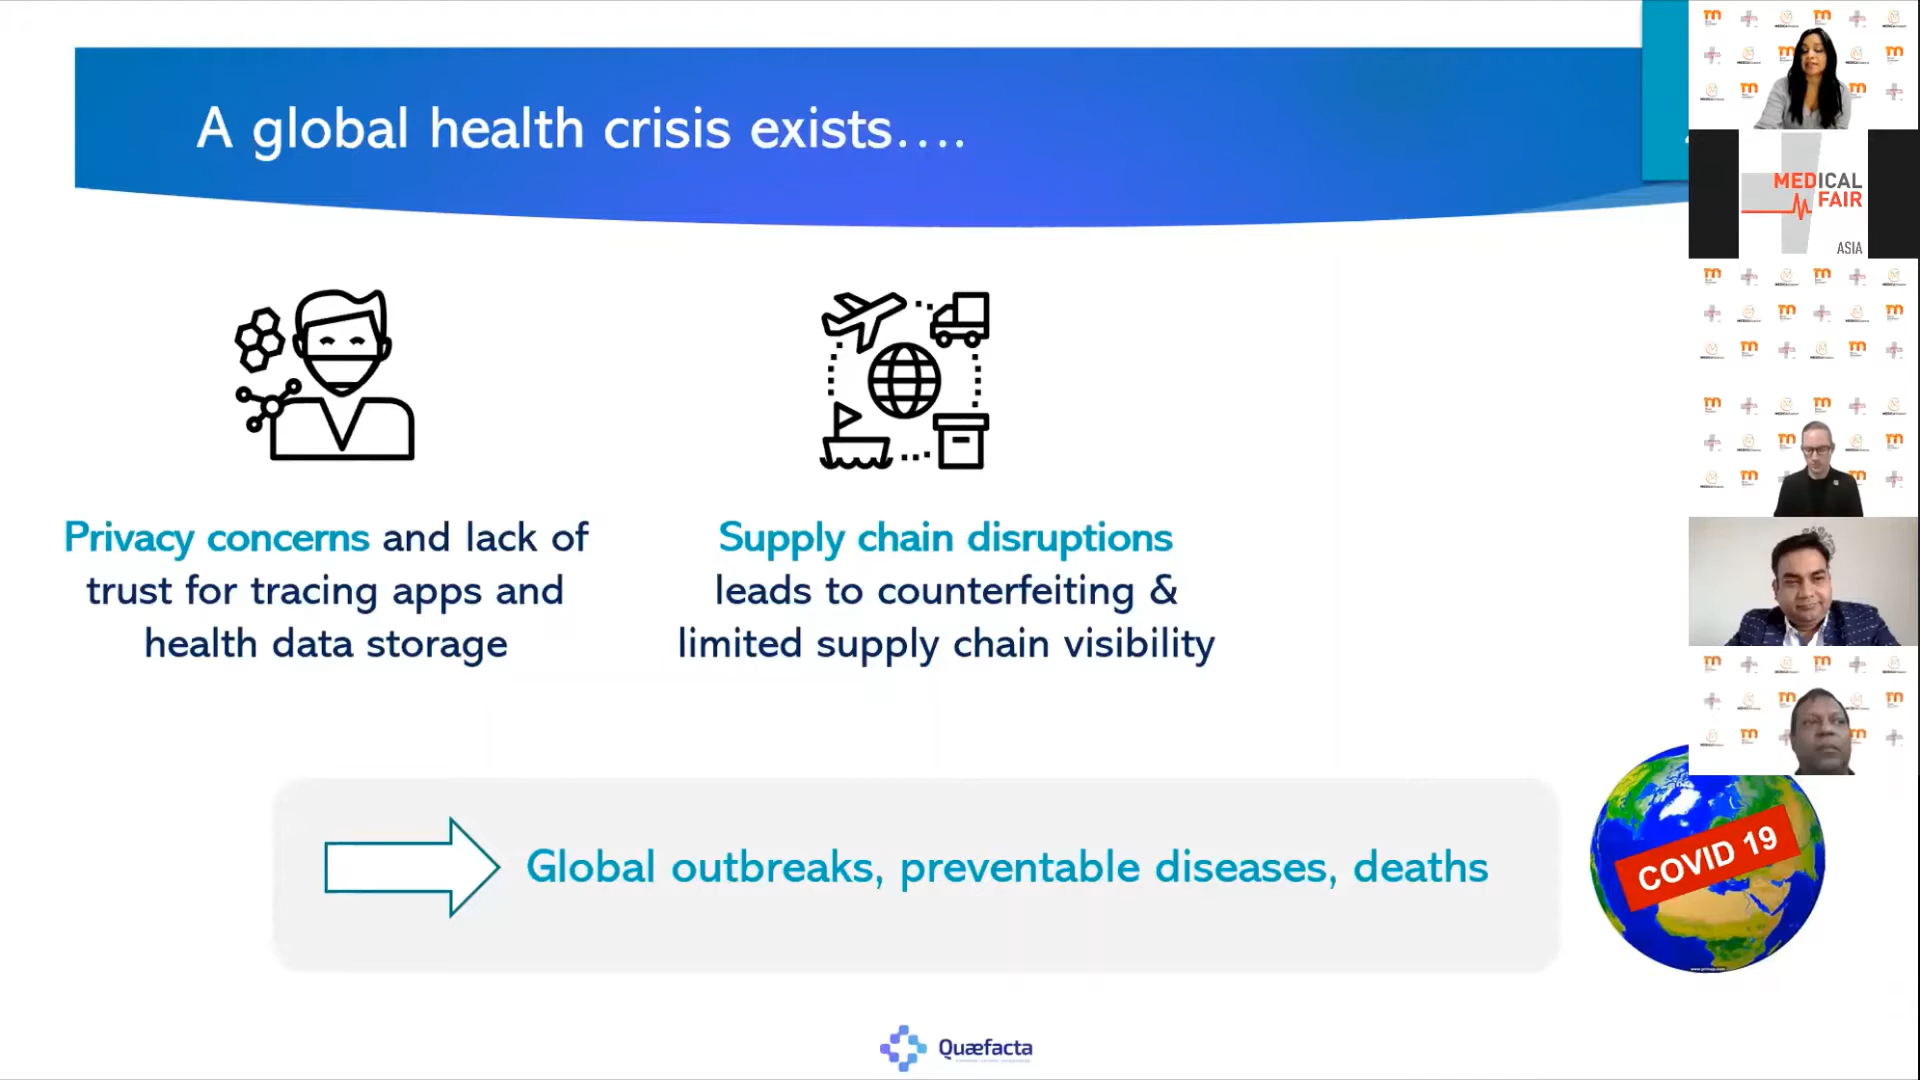 A global health crisis exists....
Privacy concerns and lack of
trust for tracing apps and
health data storage
Supply chain disruptions
leads to counterfeiting &
limited supply chain visibility
Global outbreaks, preventable diseases, deaths
COVID 19
Quæfacta
MEDICAL
FAIR
ASIA